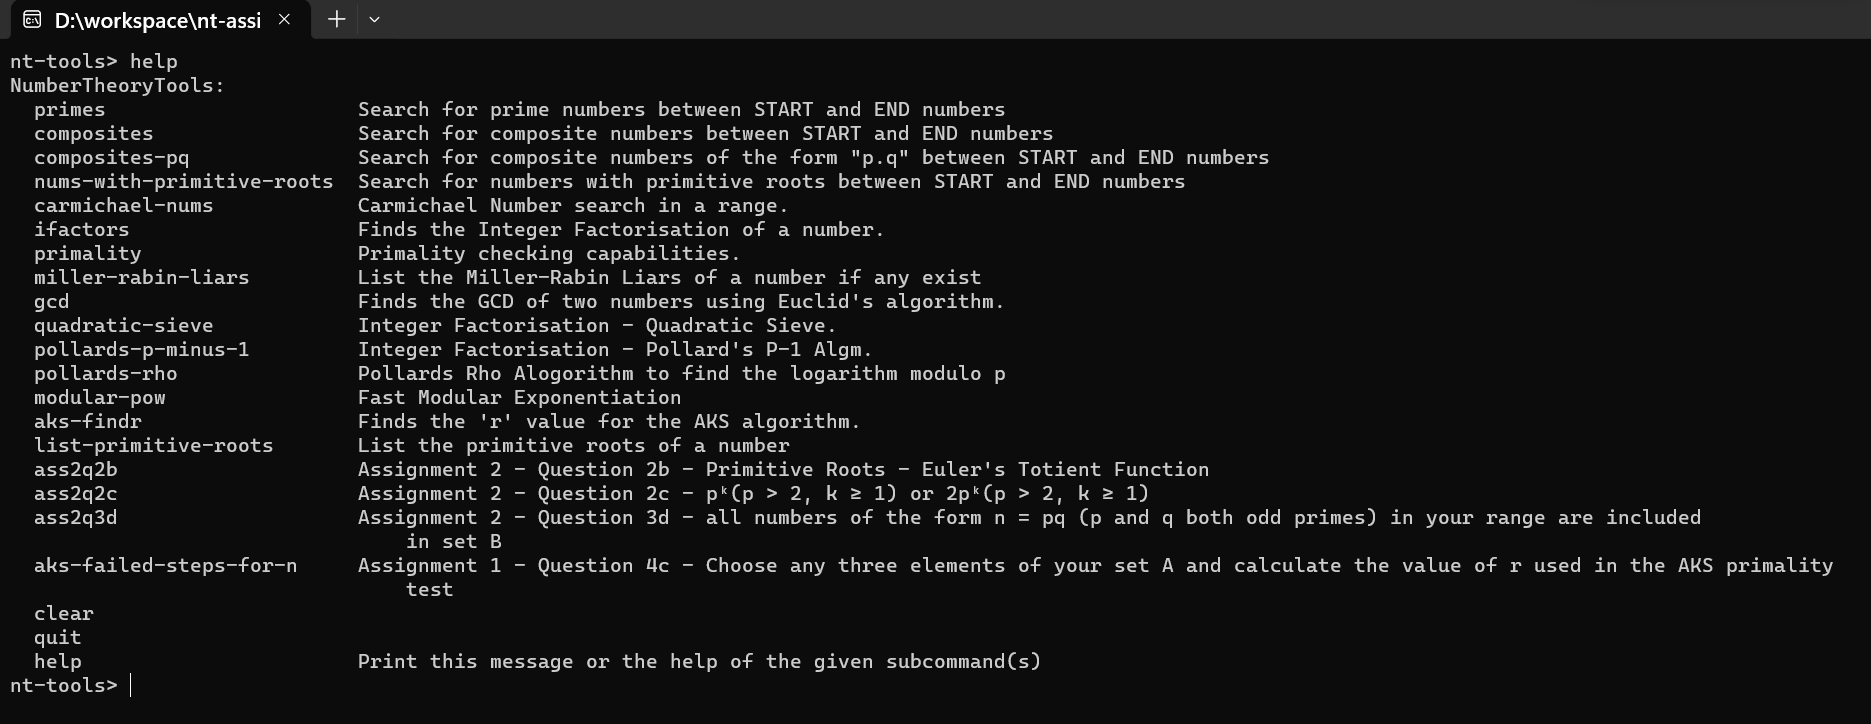 D:\workspace\nt-assi
nt-tools> help
NumberTheoryTools:
  primes                     Search for prime numbers between START and END numbers
  composites                 Search for composite numbers between START and END numbers
  composites-pq              Search for composite numbers of the form "p.q" between START and END numbers
  nums-with-primitive-roots  Search for numbers with primitive roots between START and END numbers
  carmichael-nums            Carmichael Number search in a range.
  ifactors                   Finds the Integer Factorisation of a number.
  primality                  Primality checking capabilities.
  miller-rabin-liars         List the Miller-Rabin Liars of a number if any exist
  gcd                        Finds the GCD of two numbers using Euclid's algorithm.
  quadratic-sieve            Integer Factorisation - Quadratic Sieve.
  pollards-p-minus-1         Integer Factorisation - Pollard's P-1 Algm.
  pollards-rho               Pollards Rho Alogorithm to find the logarithm modulo p
  modular-pow                Fast Modular Exponentiation
  aks-findr                  Finds the 'r' value for the AKS algorithm.
  list-primitive-roots       List the primitive roots of a number
  ass2q2b                    Assignment 2 - Question 2b - Primitive Roots - Euler's Totient Function
  ass2q2c                    Assignment 2 - Question 2c - pᵏ(p > 2, k ≥ 1) or 2pᵏ(p > 2, k ≥ 1)
  ass2q3d                    Assignment 2 - Question 3d - all numbers of the form n = pq (p and q both odd primes) in your range are included
                                 in set B
  aks-failed-steps-for-n     Assignment 1 - Question 4c - Choose any three elements of your set A and calculate the value of r used in the AKS primality
                                 test
  clear
  quit
  help                       Print this message or the help of the given subcommand(s)
nt-tools>